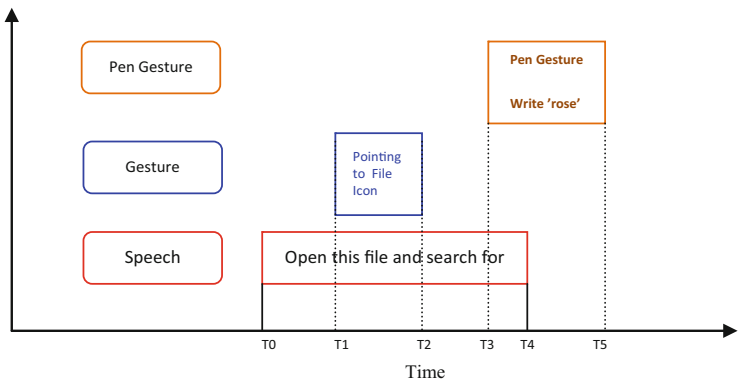 Pen Gesture
Pen Gesture
Write 'rose'
Gesture
Pointing
to File
Icon
Speech
Open this file and search for
T0 T1 T2 T3 T4 T5
Time